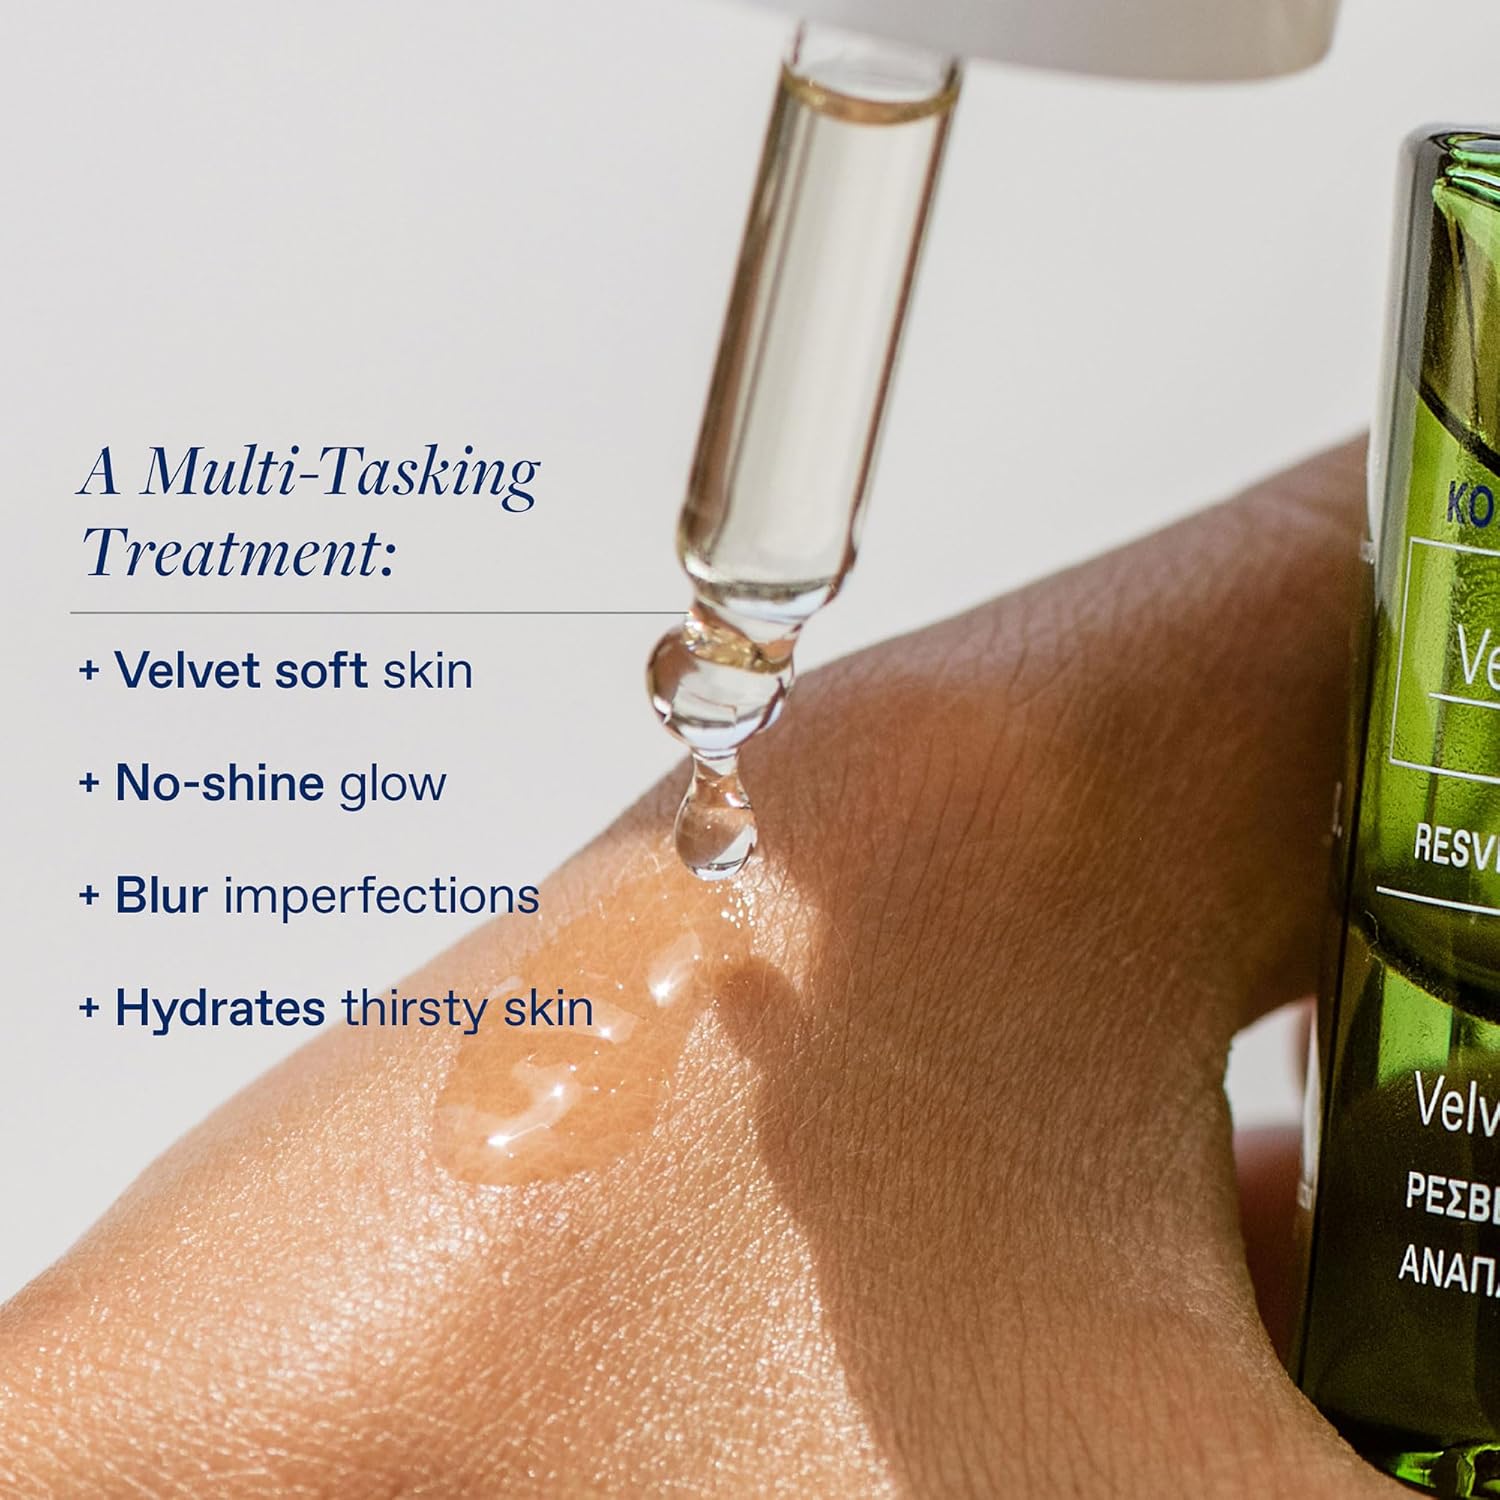 A Multi-Tasking
Treatment:
+ Velvet soft skin
+ No-shine glow
+ Blur imperfections
+ Hydrates thirsty skin
KO
Ve
RESV
Velv
ΡΕΣΒ
ΑΝΑΠ